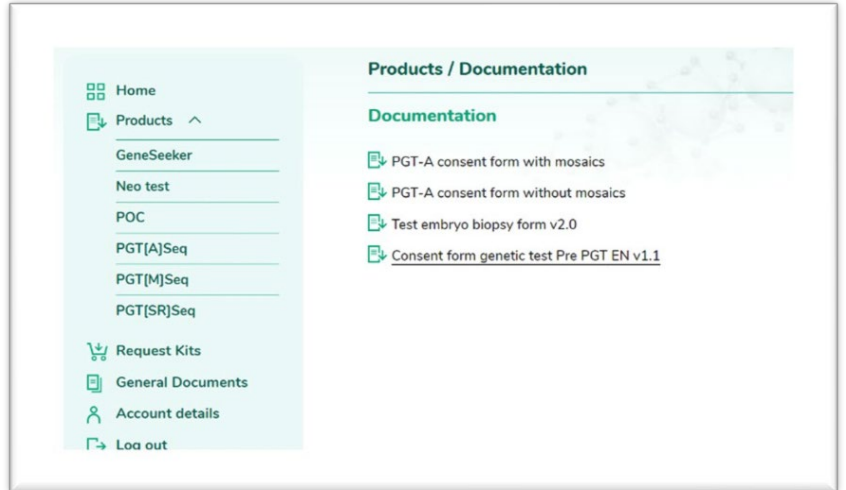 Home
Products
GeneSeeker
Neo test
POC
PGT[A]Seq
PGT[M]Seq
PGT[SR]Seq
Request Kits
General Documents
Account details
Log out
Products / Documentation
Documentation
PGT-A consent form with mosaics
PGT-A consent form without mosaics
Test embryo biopsy form v2.0
Consent form genetic test Pre PGT EN v1.1